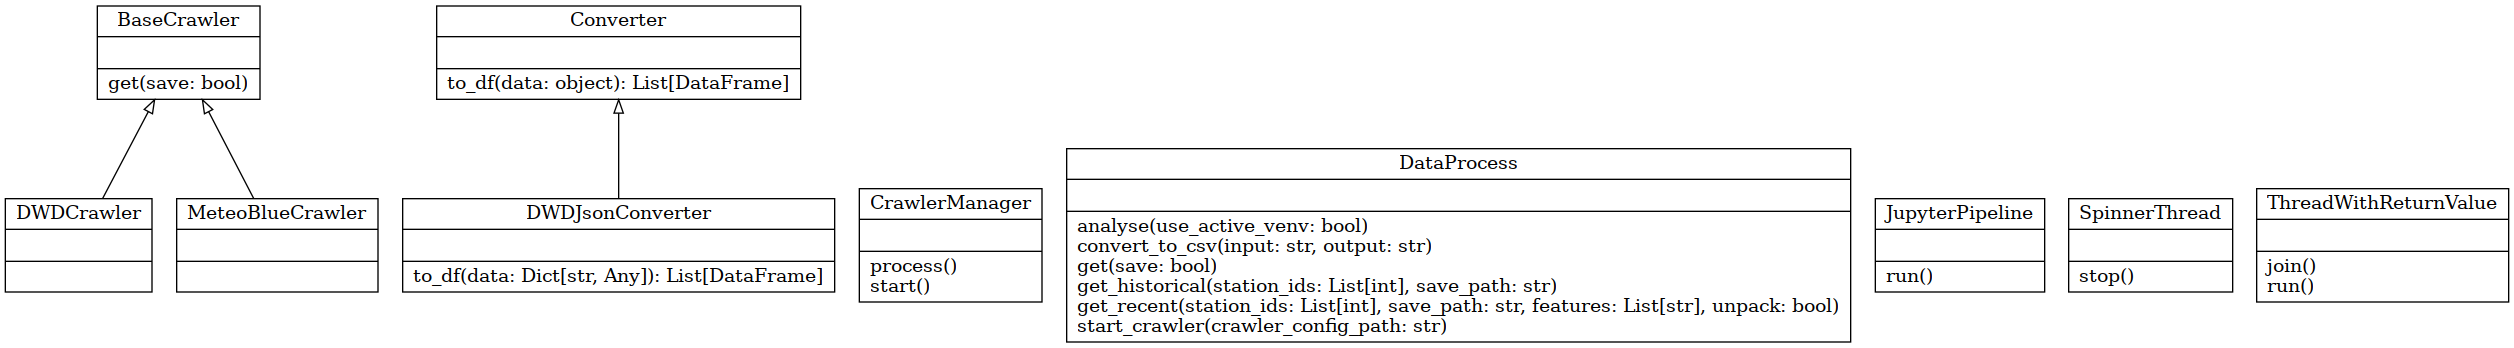 BaseCrawler
get(save: bool)
Converter
to_df(data: object): List[DataFrame]
DWDCrawler
MeteoBlueCrawler
DWDJsonConverter
to_df(data: Dict[str, Any]): List[DataFrame]
CrawlerManager
process()
start()
DataProcess
analyse(use_active_venv: bool)
convert_to_csv(input: str, output: str)
get(save: bool)
get_historical(station_ids: List[int], save_path: str)
get_recent(station_ids: List[int], save_path: str, features: List[str], unpack: bool)
start_crawler(crawler_config_path: str)
JupyterPipeline
run()
SpinnerThread
stop()
ThreadWithReturnValue
join()
run()